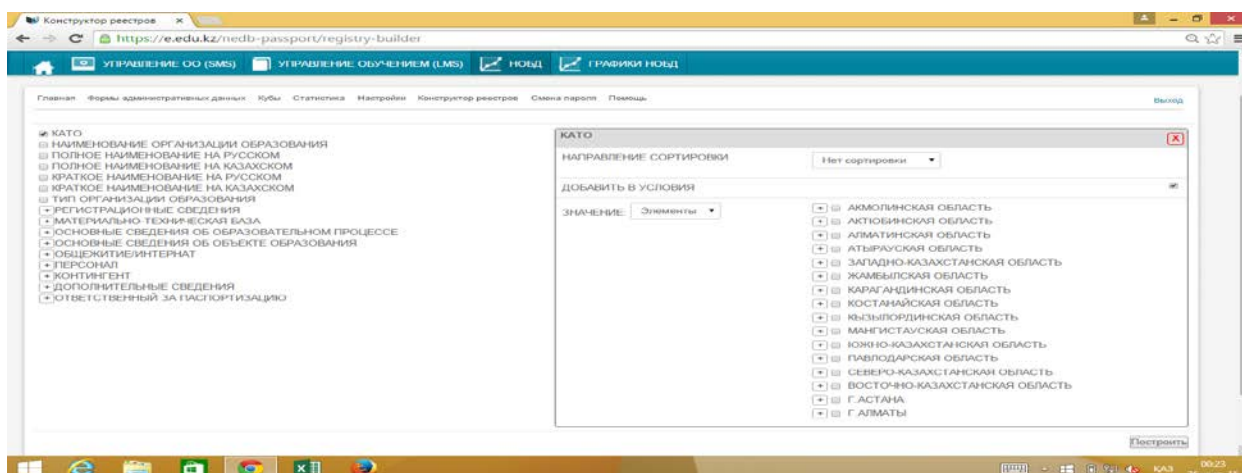 Конструктор реестров
https://e.edu.kz/nedb-passport/registry-builder
УПРАВЛЕНИЕ ОО (SMS) УПРАВЛЕНИЕ ОБУЧЕНИЕМ (LMS) НОБД ГРАФИКИ НОБД
Главная Формы административных данных Кубы Статистика Настройки Конструктор реестров Смена пароля Помощь Выход
КАТО
НАИМЕНОВАНИЕ ОРГАНИЗАЦИИ ОБРАЗОВАНИЯ
ПОЛНОЕ НАИМЕНОВАНИЕ НА РУССКОМ
ПОЛНОЕ НАИМЕНОВАНИЕ НА КАЗАХСКОМ
КРАТКОЕ НАИМЕНОВАНИЕ НА РУССКОМ
КРАТКОЕ НАИМЕНОВАНИЕ НА КАЗАХСКОМ
ТИП ОРГАНИЗАЦИИ ОБРАЗОВАНИЯ
РЕГИСТРАЦИОННЫЕ СВЕДЕНИЯ
МАТЕРИАЛЬНО-ТЕХНИЧЕСКАЯ БАЗА
ОСНОВНЫЕ СВЕДЕНИЯ ОБ ОБРАЗОВАТЕЛЬНОМ ПРОЦЕССЕ
ОСНОВНЫЕ СВЕДЕНИЯ ОБ ОБЪЕКТЕ ОБРАЗОВАНИЯ
ОБЩЕЖИТИЕ/ИНТЕРНАТ
ПЕРСОНАЛ
КОНТИНГЕНТ
ДОПОЛНИТЕЛЬНЫЕ СВЕДЕНИЯ
ОТВЕТСТВЕННЫЙ ЗА ПАСПОРТИЗАЦИЮ
КАТО X
НАПРАВЛЕНИЕ СОРТИРОВКИ Нет сортировки
ДОБАВИТЬ В УСЛОВИЯ
ЗНАЧЕНИЕ: Элементы
АКМОЛИНСКАЯ ОБЛАСТЬ
АКТЮБИНСКАЯ ОБЛАСТЬ
АЛМАТИНСКАЯ ОБЛАСТЬ
АТЫРАУСКАЯ ОБЛАСТЬ
ЗАПАДНО-КАЗАХСТАНСКАЯ ОБЛАСТЬ
ЖАМБЫЛСКАЯ ОБЛАСТЬ
КАРАГАНДИНСКАЯ ОБЛАСТЬ
КОСТАНАЙСКАЯ ОБЛАСТЬ
КЫЗЫЛОРДИНСКАЯ ОБЛАСТЬ
МАНГИСТАУСКАЯ ОБЛАСТЬ
ЮЖНО-КАЗАХСТАНСКАЯ ОБЛАСТЬ
ПАВЛОДАРСКАЯ ОБЛАСТЬ
СЕВЕРО-КАЗАХСТАНСКАЯ ОБЛАСТЬ
ВОСТОЧНО-КАЗАХСТАНСКАЯ ОБЛАСТЬ
Г.АСТАНА
Г.АЛМАТЫ
Построить
КАЗ 00:23